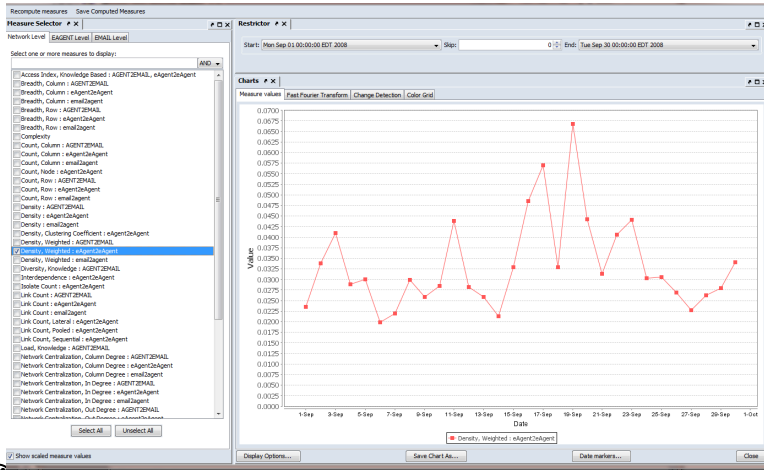 Recompute measures Save Computed Measures
Measure Selector
Network Level EAGENT Level EMAIL Level
Select one or more measures to display:
AND
Access Index, Knowledge Based : AGENT2EMAIL, eAgent2eAgent
Breadth, Column : AGENT2EMAIL
Breadth, Column : eAgent2eAgent
Breadth, Column : email2agent
Breadth, Row : AGENT2EMAIL
Breadth, Row : eAgent2eAgent
Breadth, Row : email2agent
Complexity
Count, Column : AGENT2EMAIL
Count, Column : eAgent2eAgent
Count, Column : email2agent
Count, Node : eAgent2eAgent
Count, Row : AGENT2EMAIL
Count, Row : eAgent2eAgent
Count, Row : email2agent
Density : AGENT2EMAIL
Density : eAgent2eAgent
Density : email2agent
Density, Clustering Coefficient : eAgent2eAgent
Density, Weighted : AGENT2EMAIL
Density, Weighted : eAgent2eAgent
Density, Weighted : email2agent
Diversity, Knowledge : AGENT2EMAIL
Interdependence : eAgent2eAgent
Isolate Count : eAgent2eAgent
Link Count : AGENT2EMAIL
Link Count : eAgent2eAgent
Link Count : email2agent
Link Count, Lateral : eAgent2eAgent
Link Count, Pooled : eAgent2eAgent
Link Count, Sequential : eAgent2eAgent
Load, Knowledge : AGENT2EMAIL
Network Centralization, Column Degree : AGENT2EMAIL
Network Centralization, Column Degree : eAgent2eAgent
Network Centralization, Column Degree : email2agent
Network Centralization, In Degree : AGENT2EMAIL
Network Centralization, In Degree : eAgent2eAgent
Network Centralization, In Degree : email2agent
Network Centralization, Out Degree : AGENT2EMAIL
Network Centralization, Out Degree : eAgent2eAgent
Select All Unselect All
Show scaled measure values
Restrictor
Start: Mon Sep 01 00:00:00 EDT 2008 Skip: 0 End: Tue Sep 30 00:00:00 EDT 2008
Charts
Measure values Fast Fourier Transform Change Detection Color Grid
0.0700
0.0675
0.0650
0.0625
0.0600
0.0575
0.0550
0.0525
0.0500
0.0475
0.0450
0.0425
0.0400
0.0375
0.0350
0.0325
0.0300
0.0275
0.0250
0.0225
0.0200
0.0175
0.0150
0.0125
0.0100
0.0075
0.0050
0.0025
0.0000
Value
1-Sep 3-Sep 5-Sep 7-Sep 9-Sep 11-Sep 13-Sep 15-Sep 17-Sep 19-Sep 21-Sep 23-Sep 25-Sep 27-Sep 29-Sep 1-Oct
Date
Density, Weighted : eAgent2eAgent
Display Options... Save Chart As... Date markers... Close